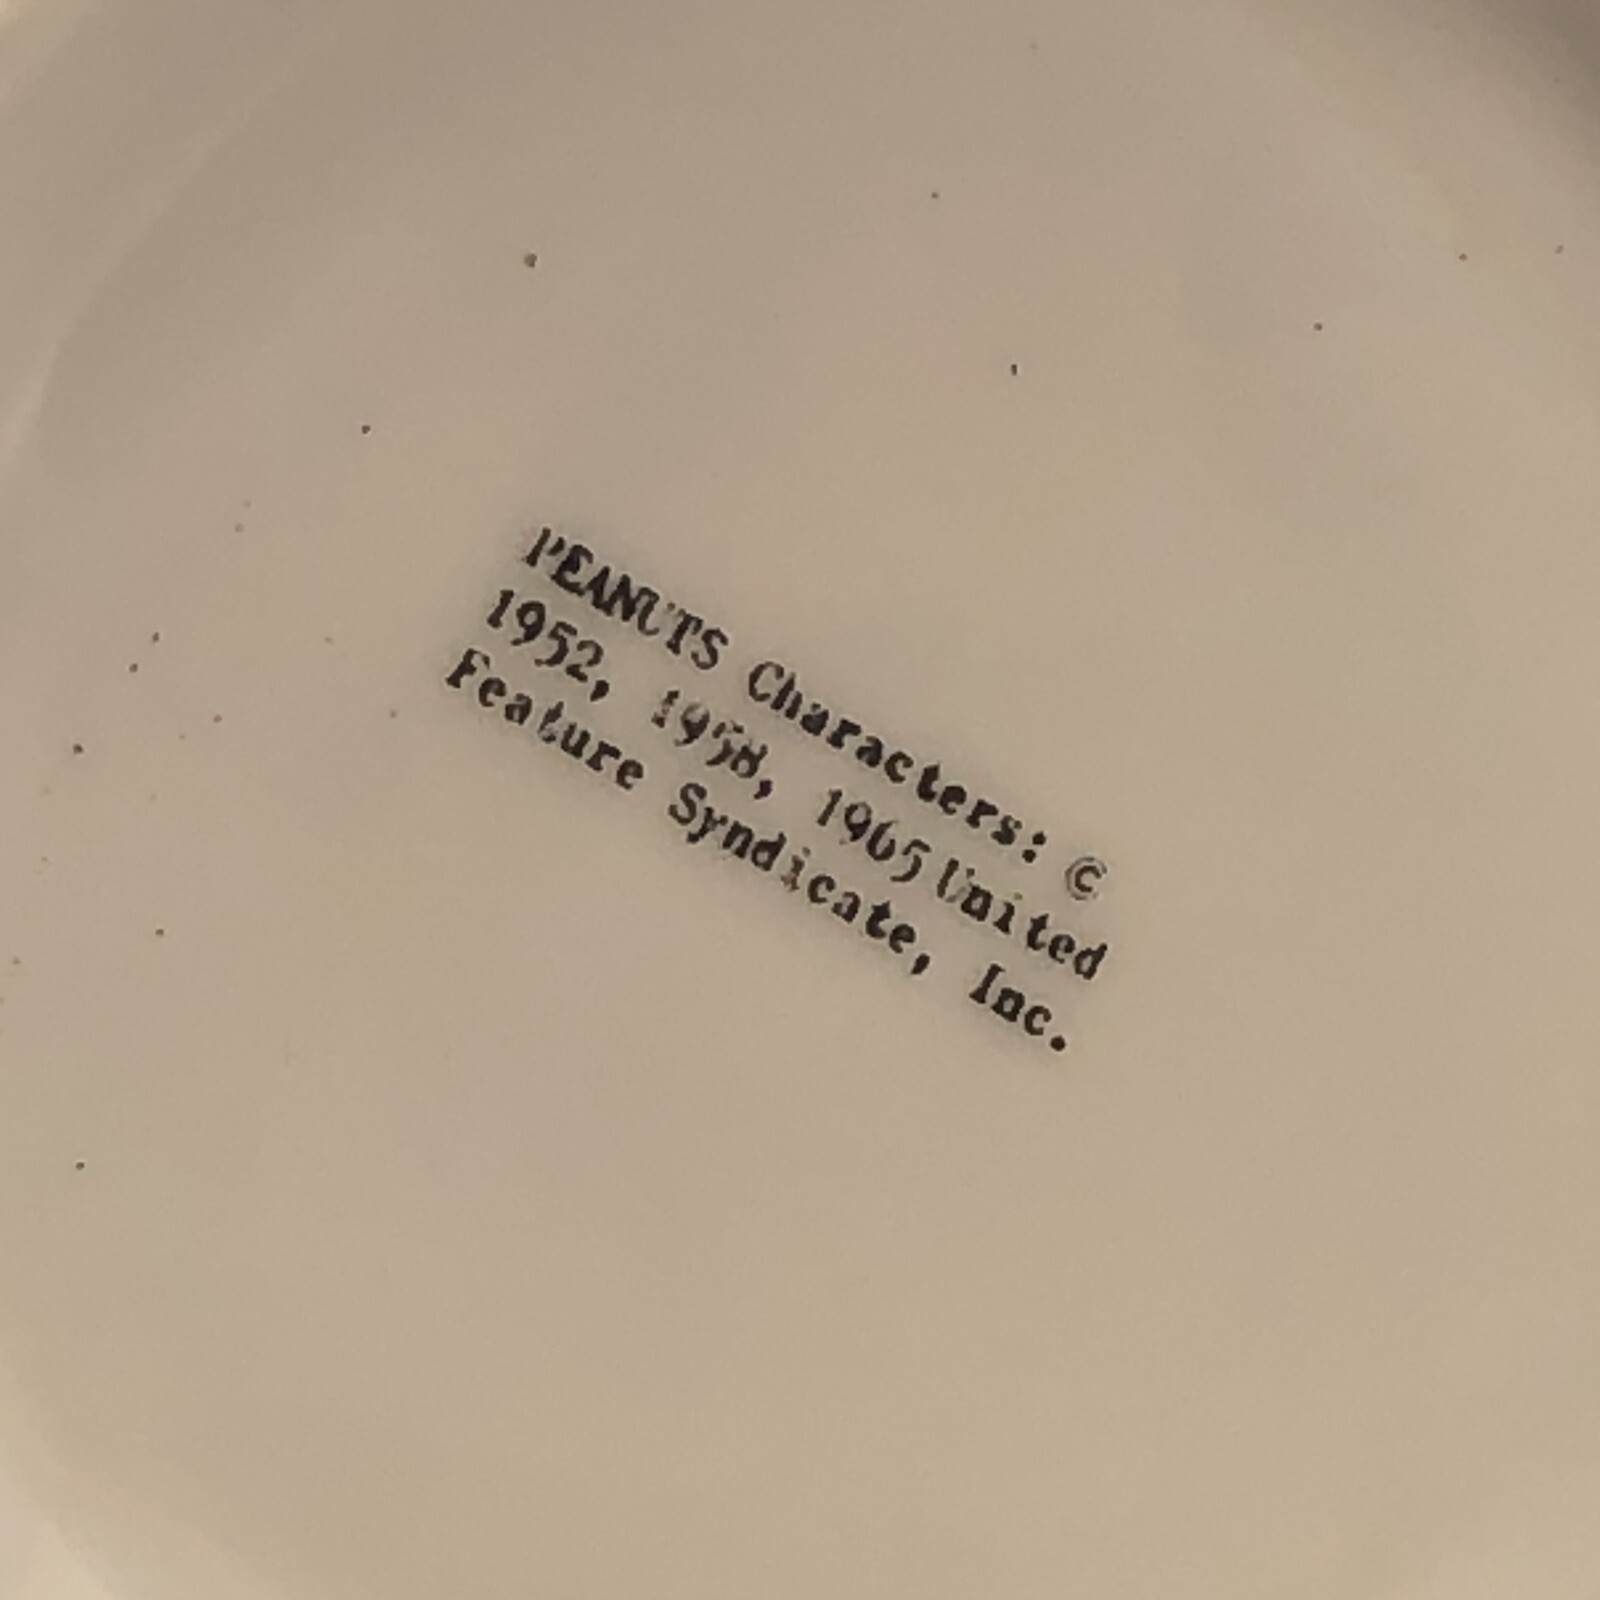 PEANUTS Characters: ©
1952, 1958, 1965 United
Feature Syndicate, Inc.